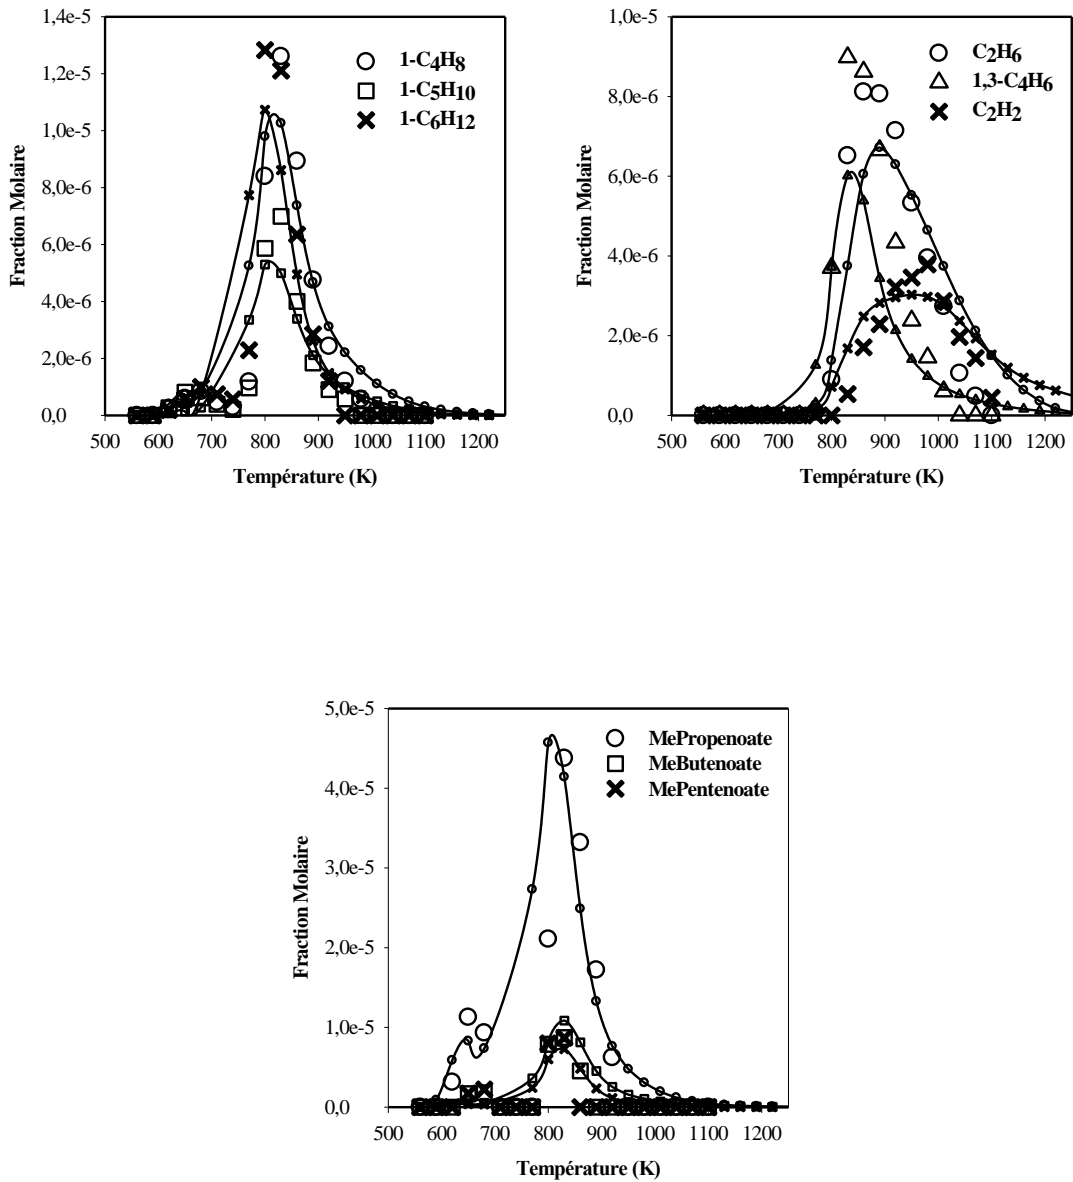 1,4e-5
1,2e-5
1,0e-5
8,0e-6
6,0e-6
4,0e-6
2,0e-6
0,0
Fraction Molaire
1-C4H8
1-C5H10
1-C6H12
500 600 700 800 900 1000 1100 1200
Température (K)
1,0e-5
8,0e-6
6,0e-6
4,0e-6
2,0e-6
0,0
Fraction Molaire
C2H6
1,3-C4H6
C2H2
500 600 700 800 900 1000 1100 1200
Température (K)
5,0e-5
4,0e-5
3,0e-5
2,0e-5
1,0e-5
0,0
Fraction Molaire
MePropenoate
MeButenoate
MePentenoate
500 600 700 800 900 1000 1100 1200
Température (K)